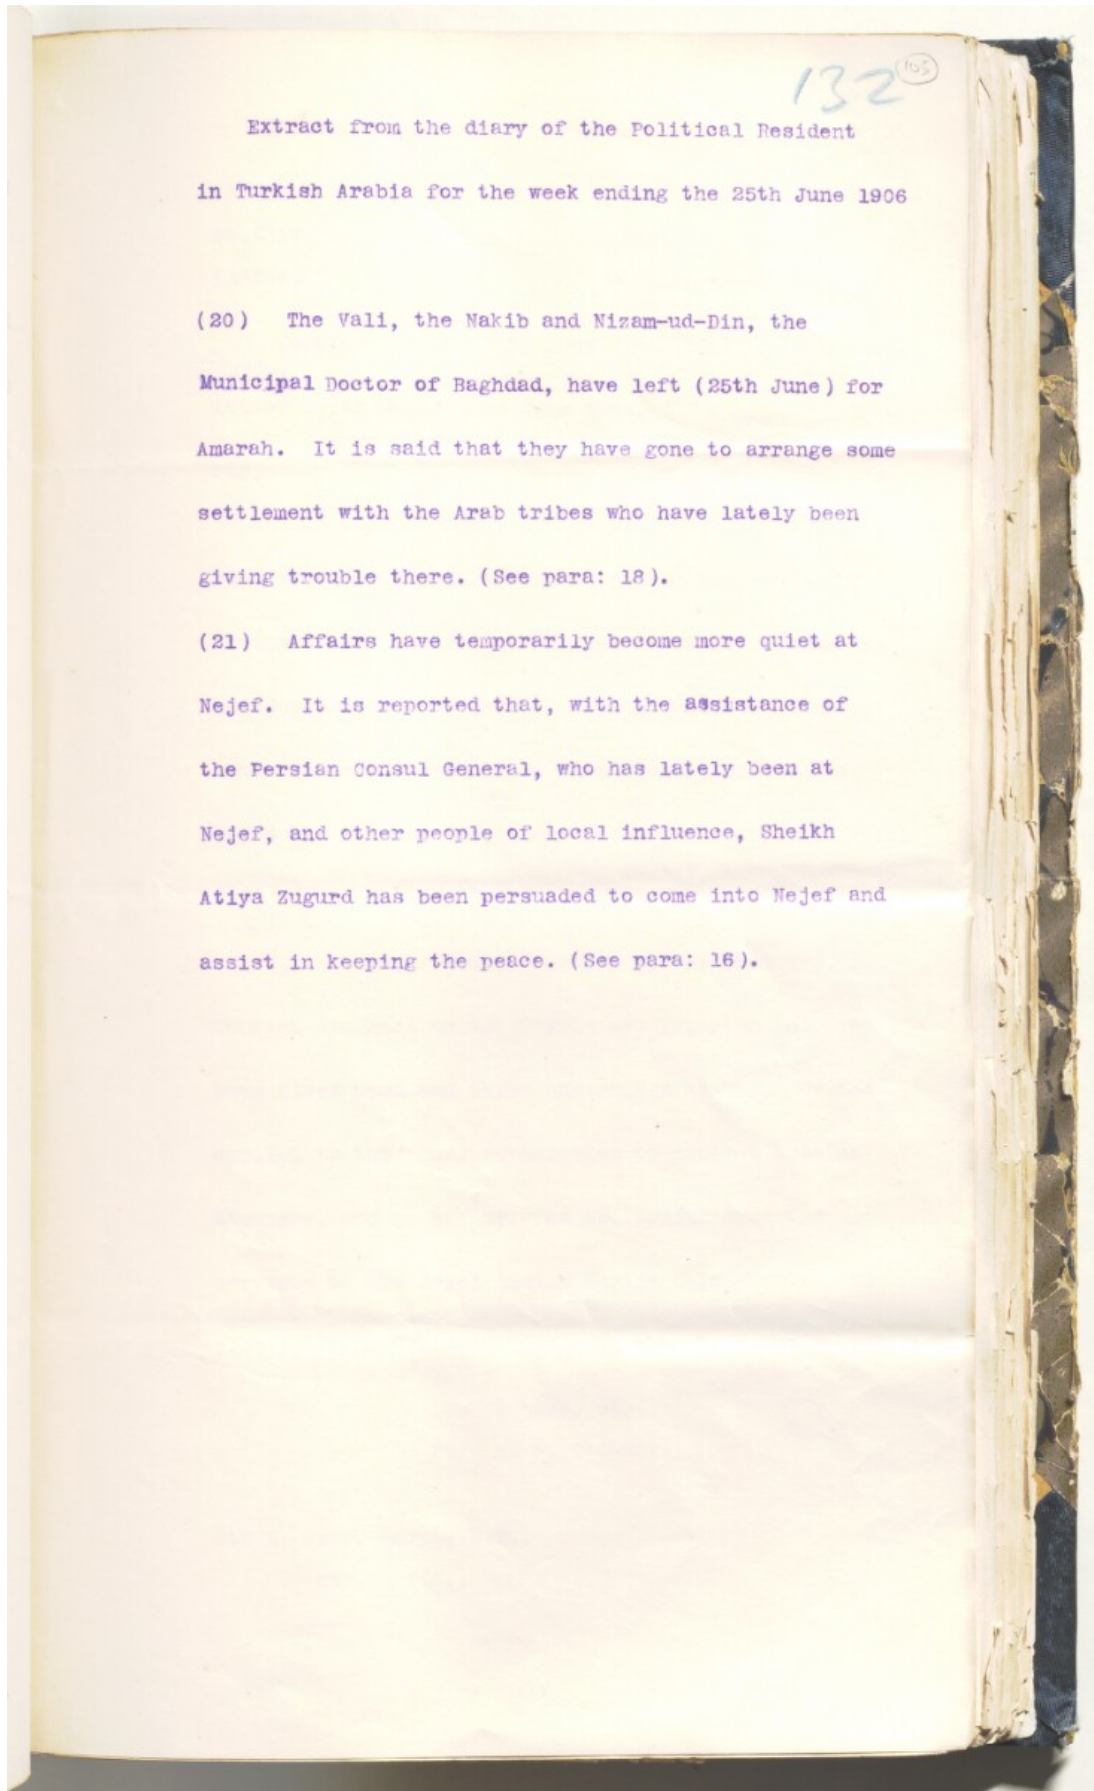 132
105
Extract from the diary of the Political Resident
in Turkish Arabia for the week ending the 25th June 1906
(20) The Vali, the Nakib and Nizam-ud-Din, the
Municipal Doctor of Baghdad, have left (25th June) for
Amarah. It is said that they have gone to arrange some
settlement with the Arab tribes who have lately been
giving trouble there. (See para: 18).
(21) Affairs have temporarily become more quiet at
Nejef. It is reported that, with the assistance of
the Persian Consul General, who has lately been at
Nejef, and other people of local influence, Sheikh
Atiya Zugurd has been persuaded to come into Nejef and
assist in keeping the peace. (See para: 16).